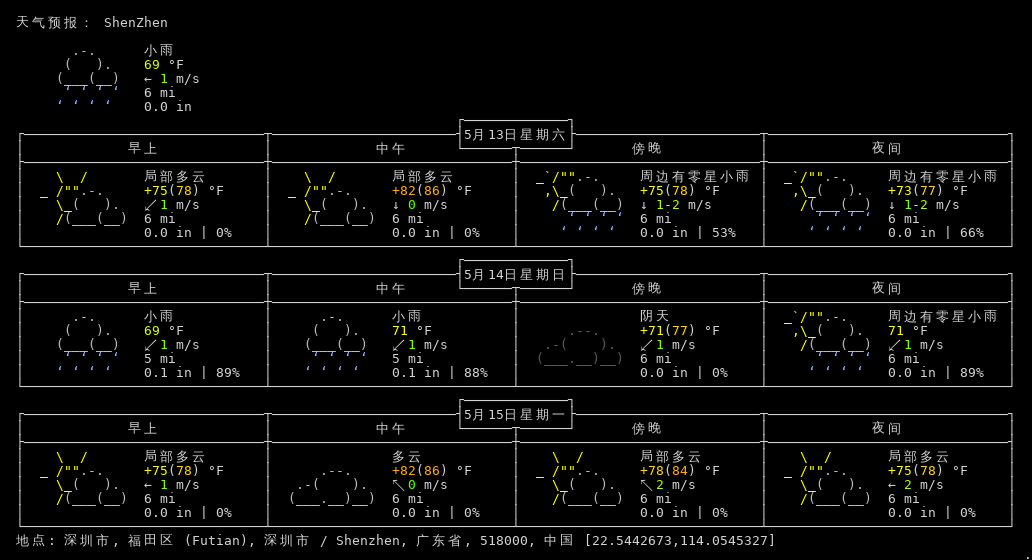 天气预报： ShenZhen
小雨
69 °F
← 1 m/s
6 mi
0.0 in
5月13日星期六
早上 中午 傍晚 夜间
局部多云 局部多云 周边有零星小雨 周边有零星小雨
+75(78) °F +82(86) °F +75(78) °F +73(77) °F
↙ 1 m/s ↓ 0 m/s ↓ 1-2 m/s ↓ 1-2 m/s
6 mi 6 mi 6 mi 6 mi
0.0 in | 0% 0.0 in | 0% 0.0 in | 53% 0.0 in | 66%
5月14日星期日
早上 中午 傍晚 夜间
小雨 小雨 阴天 周边有零星小雨
69 °F 71 °F +71(77) °F 71 °F
↙ 1 m/s ↙ 1 m/s ↙ 1 m/s ↙ 1 m/s
5 mi 5 mi 6 mi 6 mi
0.1 in | 89% 0.1 in | 88% 0.0 in | 0% 0.0 in | 89%
5月15日星期一
早上 中午 傍晚 夜间
局部多云 多云 局部多云 局部多云
+75(78) °F +82(86) °F +78(84) °F +75(78) °F
← 1 m/s ↖ 0 m/s ↖ 2 m/s ← 2 m/s
6 mi 6 mi 6 mi 6 mi
0.0 in | 0% 0.0 in | 0% 0.0 in | 0% 0.0 in | 0%
地点: 深圳市, 福田区 (Futian), 深圳市 / Shenzhen, 广东省, 518000, 中国 [22.5442673,114.0545327]